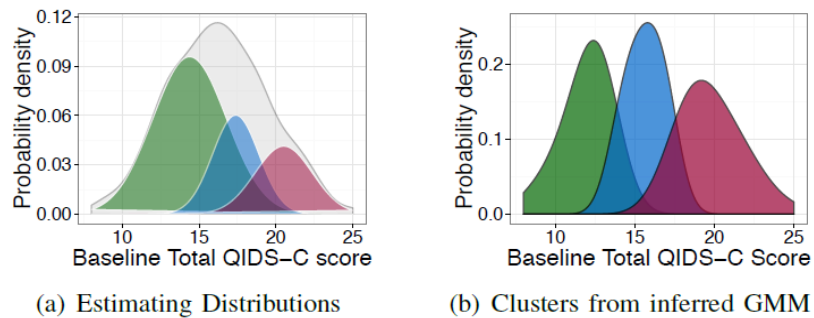 Probability density
0.12
0.09
0.06
0.03
0.00
10 15 20 25
Baseline Total QIDS−C score
(a) Estimating Distributions
Probability density
0.2
0.1
0.0
10 15 20 25
Baseline Total QIDS−C Score
(b) Clusters from inferred GMM